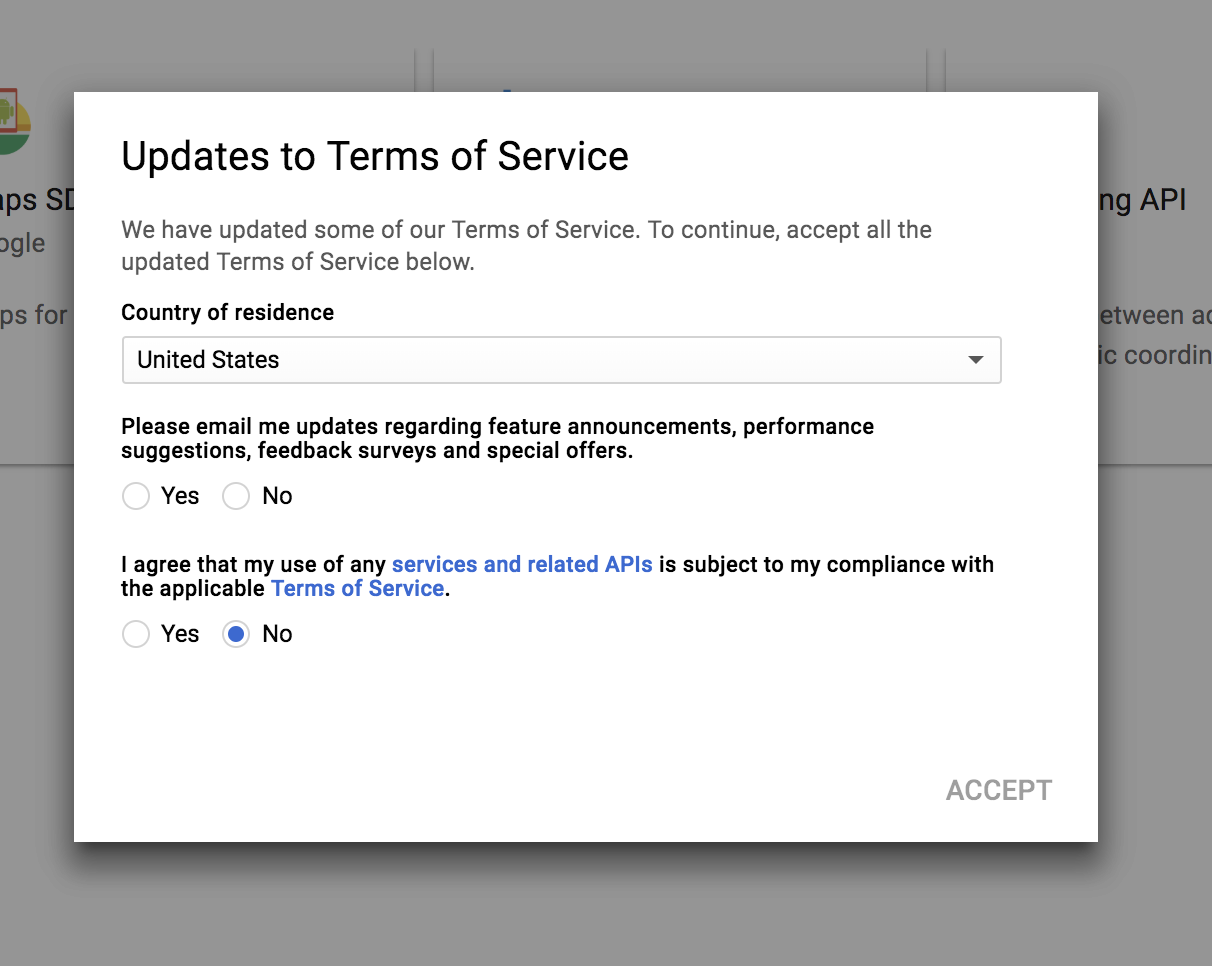 Updates to Terms of Service
We have updated some of our Terms of Service. To continue, accept all the
updated Terms of Service below.
Country of residence
United States
Please email me updates regarding feature announcements, performance
suggestions, feedback surveys and special offers.
Yes No
I agree that my use of any services and related APIs is subject to my compliance with
the applicable Terms of Service.
Yes No
ACCEPT
aps SD
ogle
ps for
ng API
etween ad
ic coordin